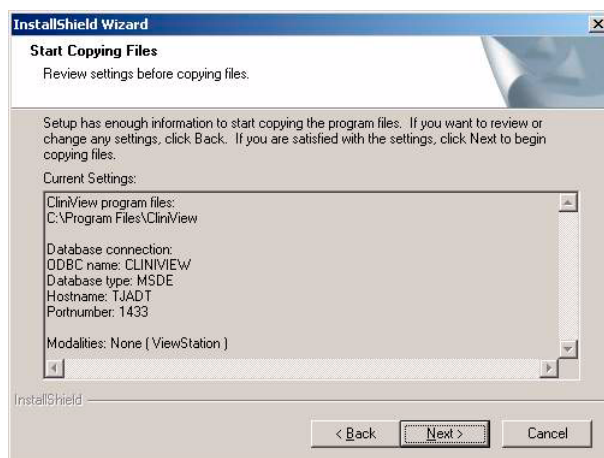 InstallShield Wizard
Start Copying Files
Review settings before copying files.
Setup has enough information to start copying the program files. If you want to review or
change any settings, click Back. If you are satisfied with the settings, click Next to begin
copying files.
Current Settings:
CliniView program files:
C:\Program Files\CliniView
Database connection:
ODBC name: CLINIVIEW
Database type: MSDE
Hostname: TJADT
Portnumber: 1433
Modalities: None ( ViewStation )
InstallShield
< Back
Next >
Cancel